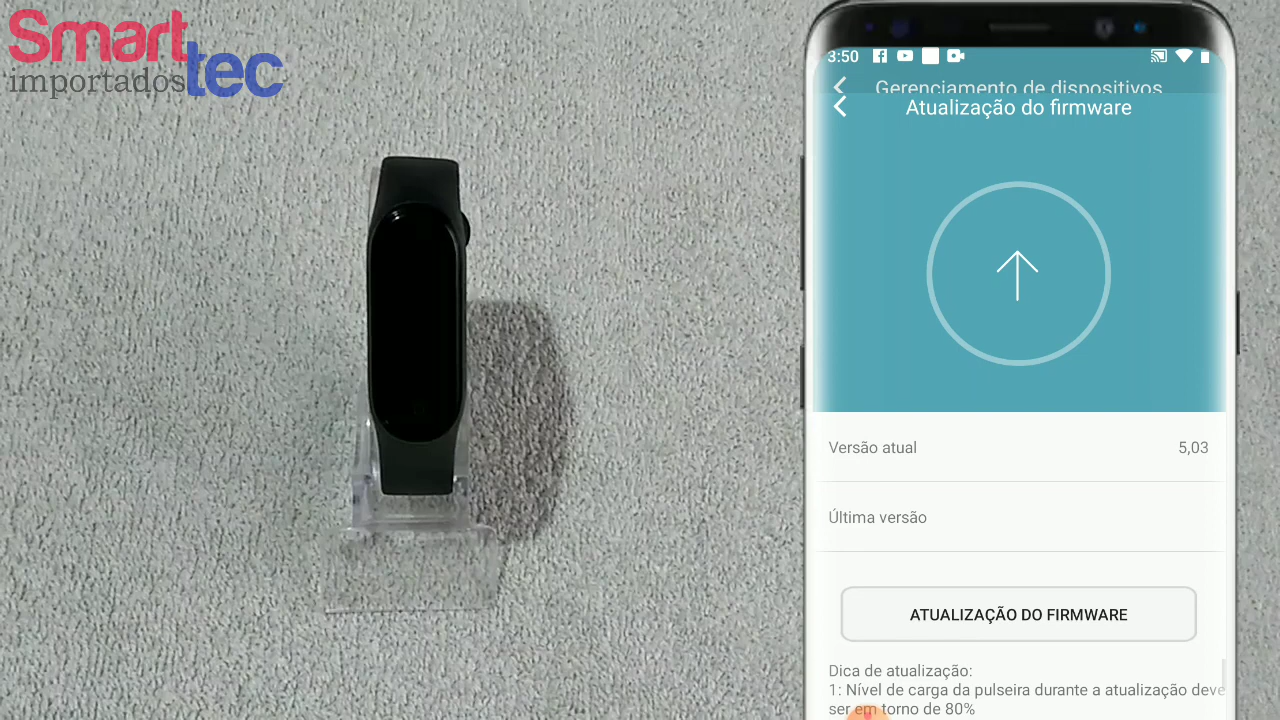 Smart
importados tec
3:50
Gerenciamento de dispositivos
Atualização do firmware
Versão atual 5,03
Última versão
ATUALIZAÇÃO DO FIRMWARE
Dica de atualização:
1: Nível de carga da pulseira durante a atualização deve
ser em torno de 80%